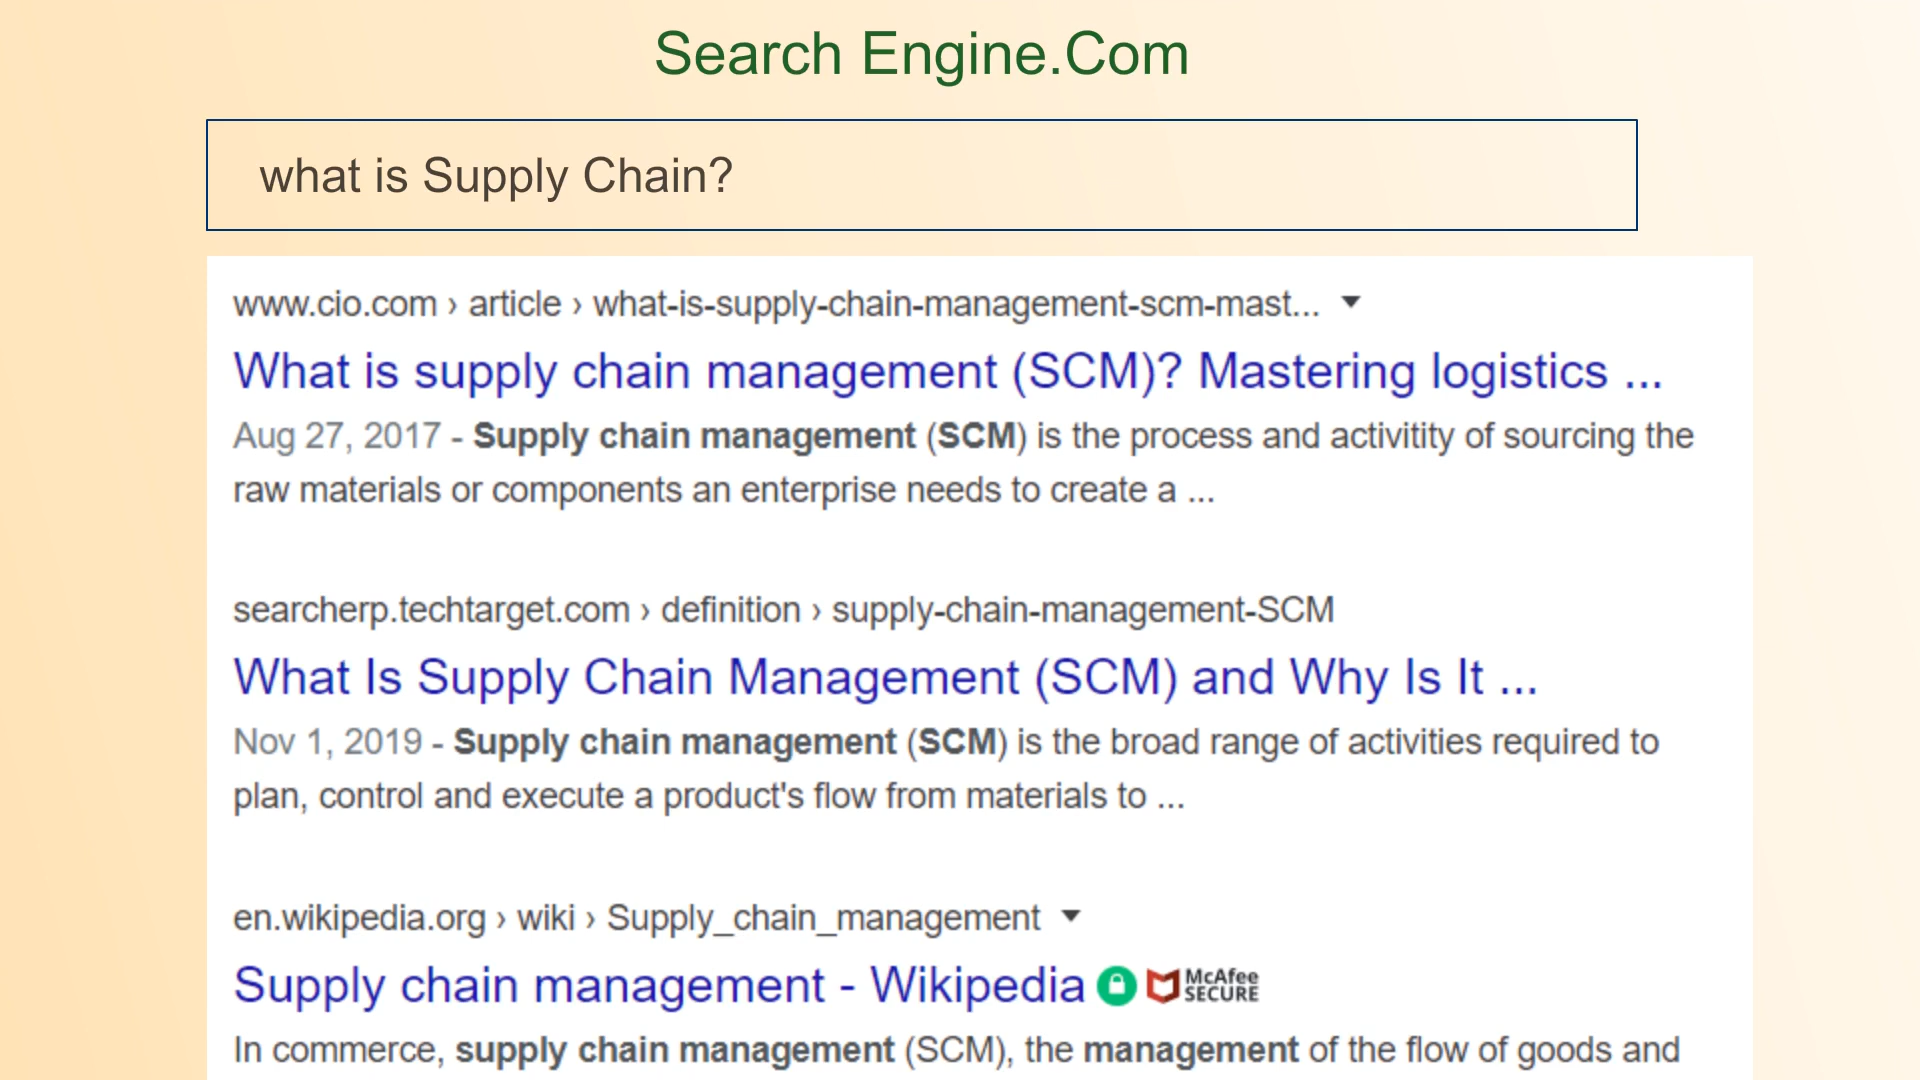 Search Engine.Com
what is Supply Chain?
www.cio.com › article › what-is-supply-chain-management-scm-mast...
What is supply chain management (SCM)? Mastering logistics ...
Aug 27, 2017 - Supply chain management (SCM) is the process and activitity of sourcing the
raw materials or components an enterprise needs to create a ...
searcherp.techtarget.com › definition › supply-chain-management-SCM
What Is Supply Chain Management (SCM) and Why Is It ...
Nov 1, 2019 - Supply chain management (SCM) is the broad range of activities required to
plan, control and execute a product's flow from materials to ...
en.wikipedia.org › wiki › Supply_chain_management
Supply chain management - Wikipedia McAfee SECURE
In commerce, supply chain management (SCM), the management of the flow of goods and